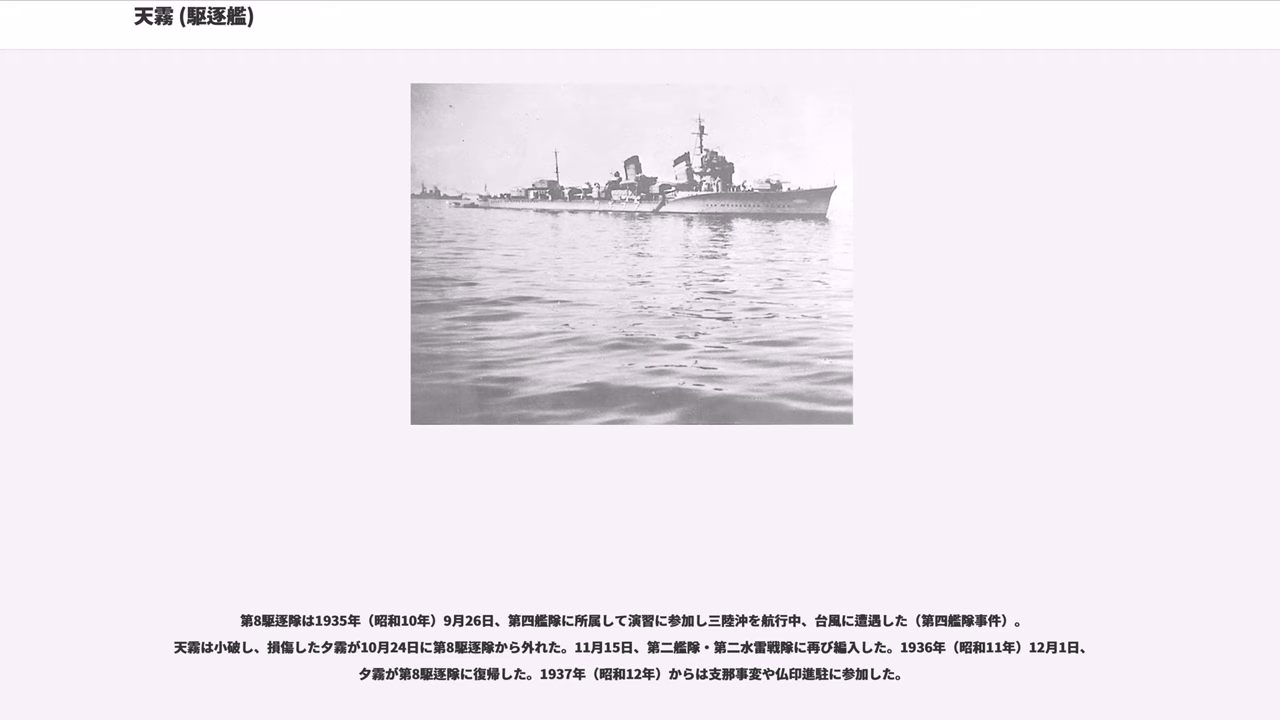 天霧 (駆逐艦)
第8駆逐隊は1935年（昭和10年）9月26日、第四艦隊に所属して演習に参加し三陸沖を航行中、台風に遭遇した（第四艦隊事件）。
天霧は小破し、損傷した夕霧が10月24日に第8駆逐隊から外れた。11月15日、第二艦隊・第二水雷戦隊に再び編入した。1936年（昭和11年）12月1日、
夕霧が第8駆逐隊に復帰した。1937年（昭和12年）からは支那事変や仏印進駐に参加した。